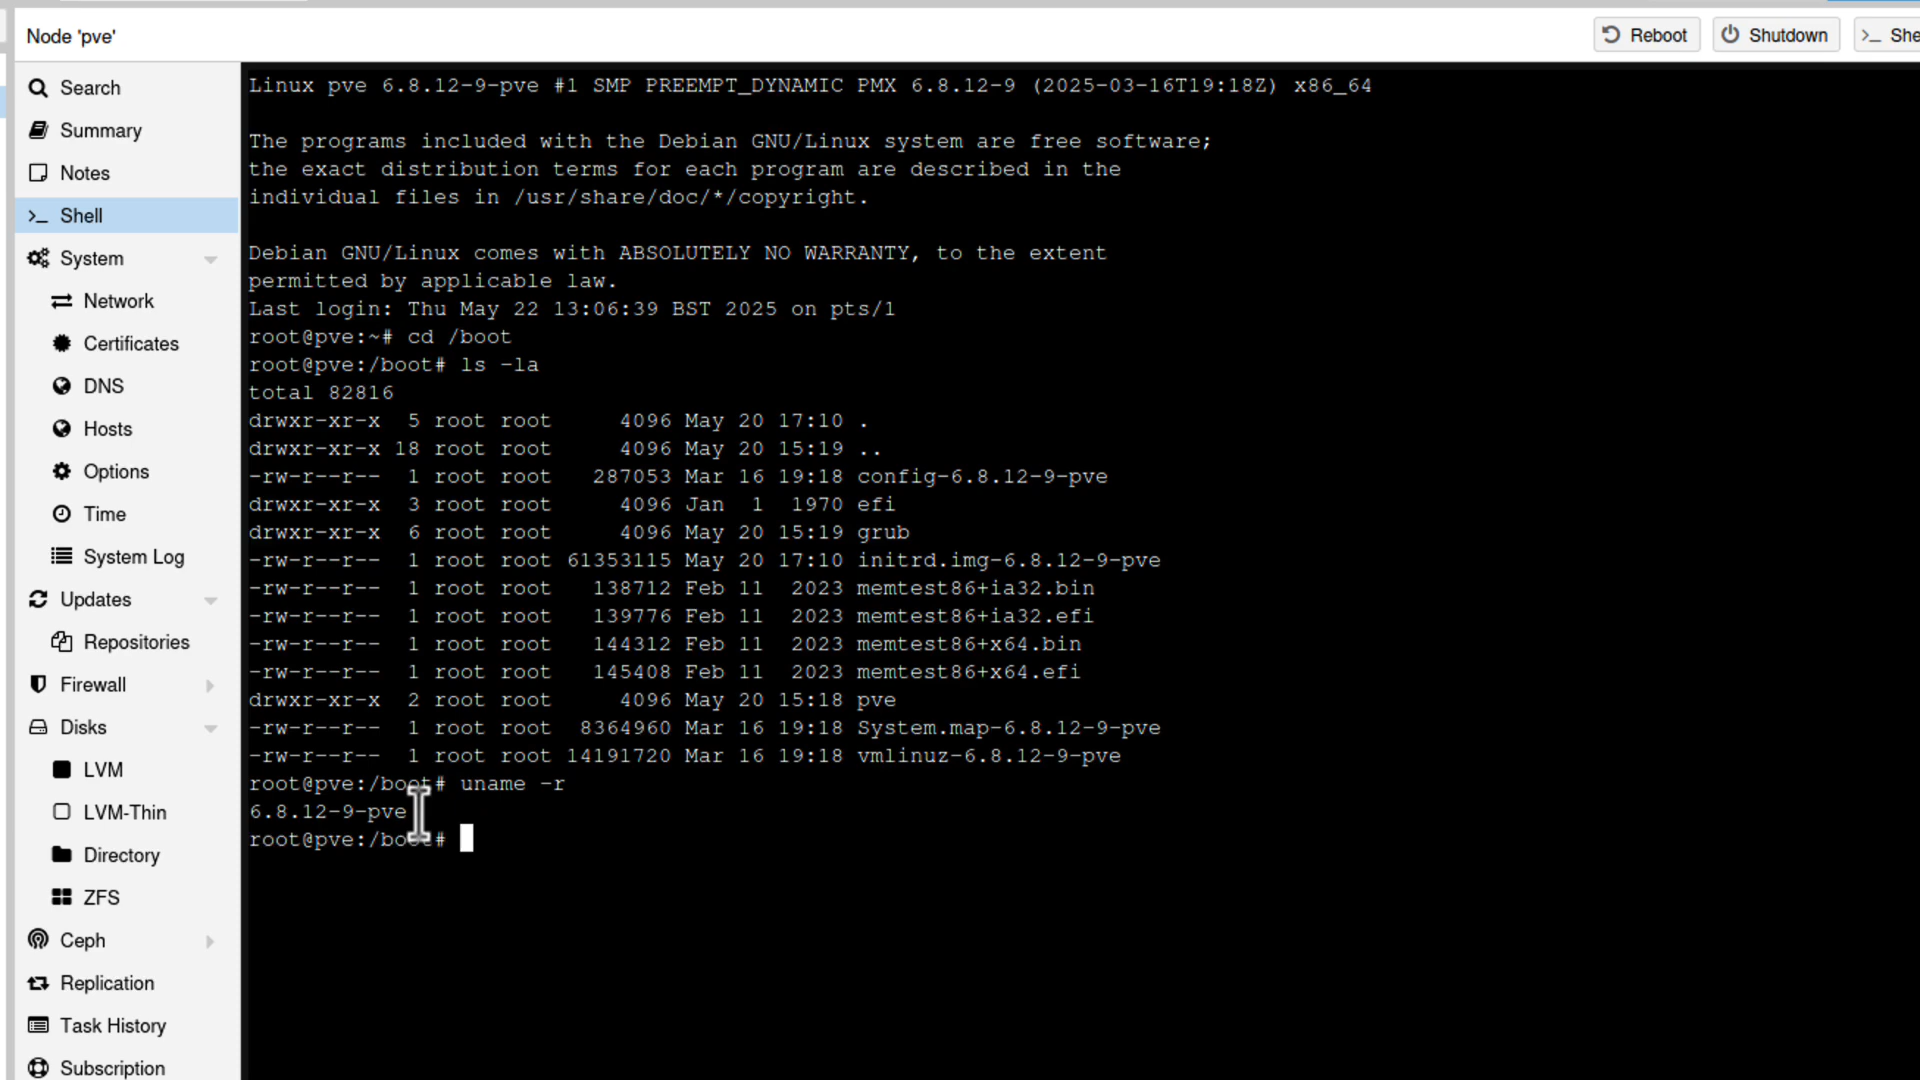 Node 'pve'
Reboot
Shutdown
>_ She
Search
Summary
Notes
>_ Shell
System
Network
Certificates
DNS
Hosts
Options
Time
System Log
Updates
Repositories
Firewall
Disks
LVM
LVM-Thin
Directory
ZFS
Ceph
Replication
Task History
Subscription
Linux pve 6.8.12-9-pve #1 SMP PREEMPT_DYNAMIC PMX 6.8.12-9 (2025-03-16T19:18Z) x86_64
The programs included with the Debian GNU/Linux system are free software;
the exact distribution terms for each program are described in the
individual files in /usr/share/doc/*/copyright.
Debian GNU/Linux comes with ABSOLUTELY NO WARRANTY, to the extent
permitted by applicable law.
Last login: Thu May 22 13:06:39 BST 2025 on pts/1
root@pve:~# cd /boot
root@pve:/boot# ls -la
total 82816
drwxr-xr-x  5 root root     4096 May 20 17:10 .
drwxr-xr-x 18 root root     4096 May 20 15:19 ..
-rw-r--r--  1 root root   287053 Mar 16 19:18 config-6.8.12-9-pve
drwxr-xr-x  3 root root     4096 Jan  1  1970 efi
drwxr-xr-x  6 root root     4096 May 20 15:19 grub
-rw-r--r--  1 root root 61353115 May 20 17:10 initrd.img-6.8.12-9-pve
-rw-r--r--  1 root root   138712 Feb 11  2023 memtest86+ia32.bin
-rw-r--r--  1 root root   139776 Feb 11  2023 memtest86+ia32.efi
-rw-r--r--  1 root root   144312 Feb 11  2023 memtest86+x64.bin
-rw-r--r--  1 root root   145408 Feb 11  2023 memtest86+x64.efi
drwxr-xr-x  2 root root     4096 May 20 15:18 pve
-rw-r--r--  1 root root  8364960 Mar 16 19:18 System.map-6.8.12-9-pve
-rw-r--r--  1 root root 14191720 Mar 16 19:18 vmlinuz-6.8.12-9-pve
root@pve:/boot# uname -r
6.8.12-9-pve
root@pve:/boot#